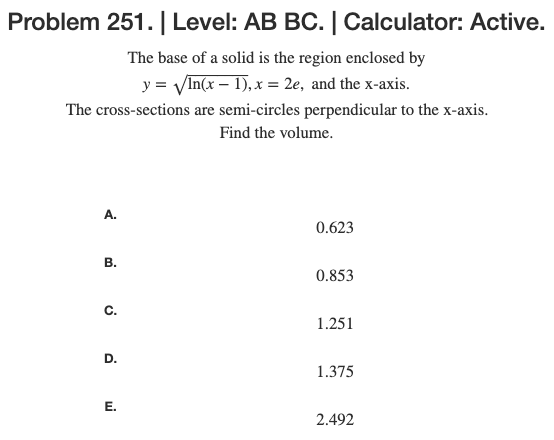 Problem 251. | Level: AB BC. | Calculator: Active.
The base of a solid is the region enclosed by
y = √ln(x − 1), x = 2e, and the x-axis.
The cross-sections are semi-circles perpendicular to the x-axis.
Find the volume.
A.
0.623
B.
0.853
C.
1.251
D.
1.375
E.
2.492